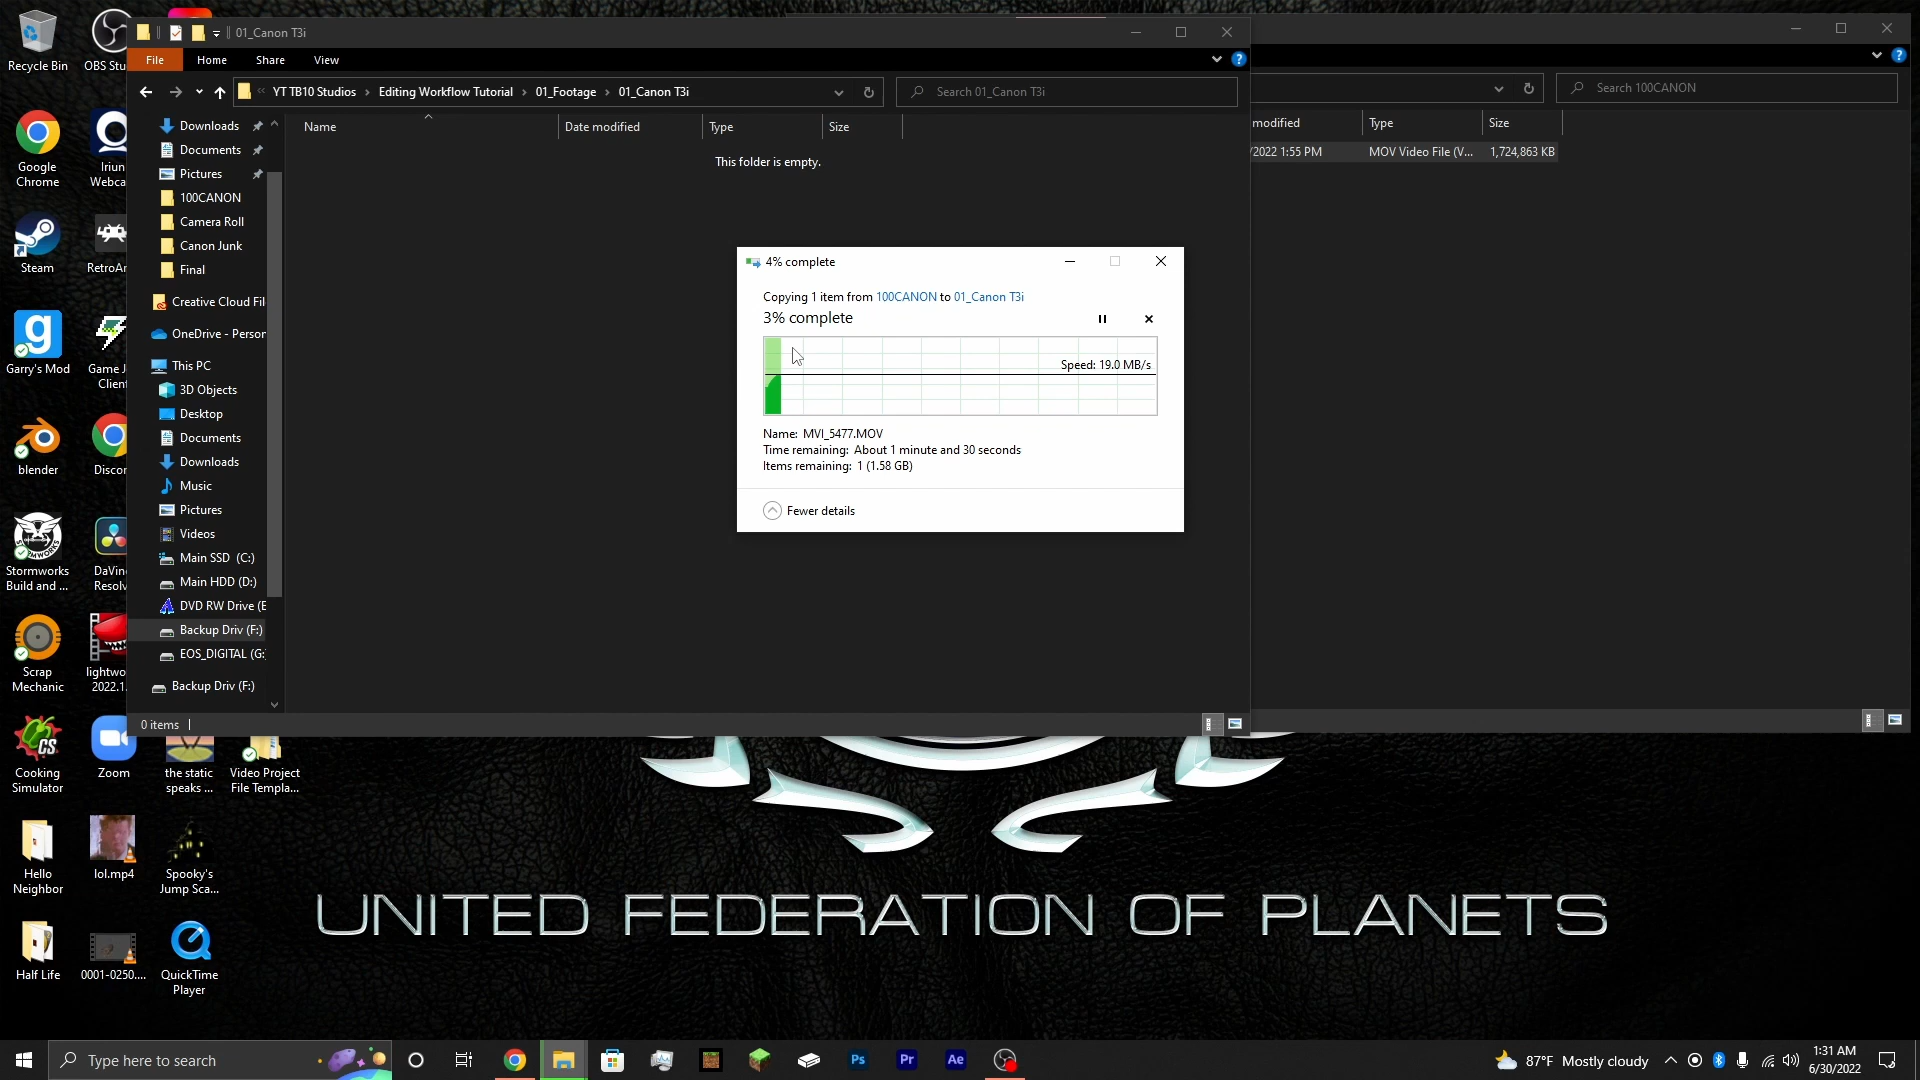 Recycle Bin
OBS Stu
Google
Chrome
Iriun
Webca
Steam
RetroAr
Garry's Mod
Game J
Client
blender
Discor
Stormworks
Build and ...
DaVin
Resolv
Scrap
Mechanic
lightwo
2022.1.
Cooking
Simulator
Zoom
the static
speaks ...
Video Project
File Templa...
Hello
Neighbor
lol.mp4
Spooky's
Jump Sca...
Half Life
0001-0250....
QuickTime
Player
01_Canon T3i
File
Home
Share
View
YT TB10 Studios
Editing Workflow Tutorial
01_Footage
01_Canon T3i
Search 01_Canon T3i
Search 100CANON
Downloads
Documents
Pictures
100CANON
Camera Roll
Canon Junk
Final
Creative Cloud Fil
OneDrive - Person
This PC
3D Objects
Desktop
Documents
Downloads
Music
Pictures
Videos
Main SSD (C:)
Main HDD (D:)
DVD RW Drive (E
Backup Driv (F:)
EOS_DIGITAL (G:
Backup Driv (F:)
0 items
Name
Date modified
Type
Size
This folder is empty.
modified
Type
Size
/2022 1:55 PM
MOV Video File (V...
1,724,863 KB
4% complete
Copying 1 item from 100CANON to 01_Canon T3i
3% complete
Speed: 19.0 MB/s
Name: MVI_5477.MOV
Time remaining: About 1 minute and 30 seconds
Items remaining: 1 (1.58 GB)
Fewer details
UNITED FEDERATION OF PLANETS
Type here to search
Ps
Pr
Ae
87°F Mostly cloudy
1:31 AM
6/30/2022